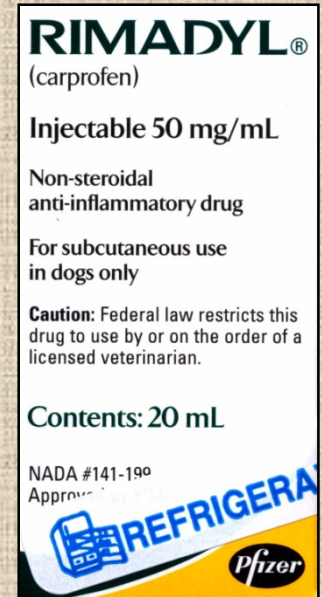 RIMADYL®
(carprofen)
Injectable 50 mg/mL
Non-steroidal
anti-inflammatory drug
For subcutaneous use
in dogs only
Caution: Federal law restricts this
drug to use by or on the order of a
licensed veterinarian.
Contents: 20 mL
NADA
REFRIGERA
Pfizer